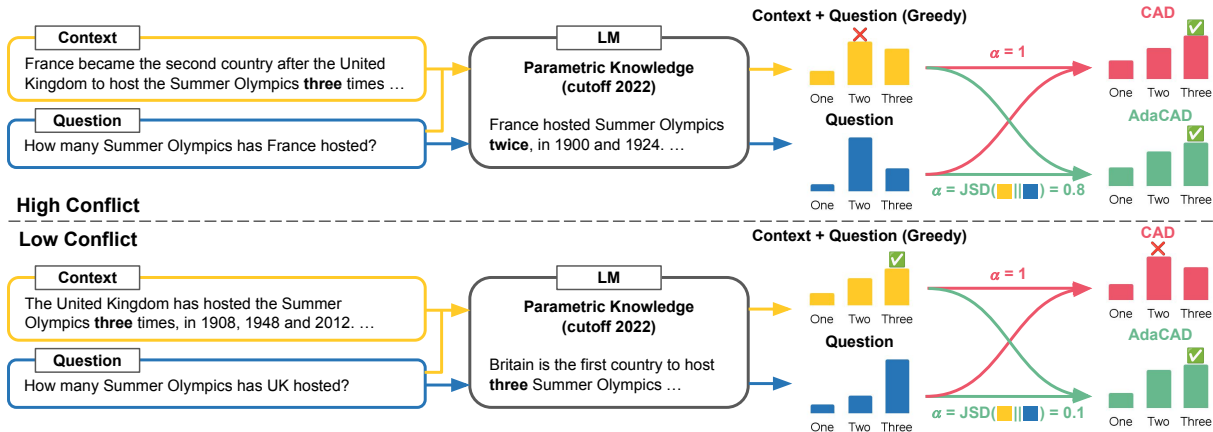 Context
France became the second country after the United
Kingdom to host the Summer Olympics three times …
Question
How many Summer Olympics has France hosted?
LM
Parametric Knowledge
(cutoff 2022)
France hosted Summer Olympics
twice, in 1900 and 1924. …
Context + Question (Greedy)
One Two Three
Question
One Two Three
α = 1
α = JSD(||) = 0.8
CAD
One Two Three
AdaCAD
One Two Three
High Conflict
Low Conflict
Context
The United Kingdom has hosted the Summer
Olympics three times, in 1908, 1948 and 2012. …
Question
How many Summer Olympics has UK hosted?
LM
Parametric Knowledge
(cutoff 2022)
Britain is the first country to host
three Summer Olympics …
Context + Question (Greedy)
One Two Three
Question
One Two Three
α = 1
α = JSD(||) = 0.1
CAD
One Two Three
AdaCAD
One Two Three